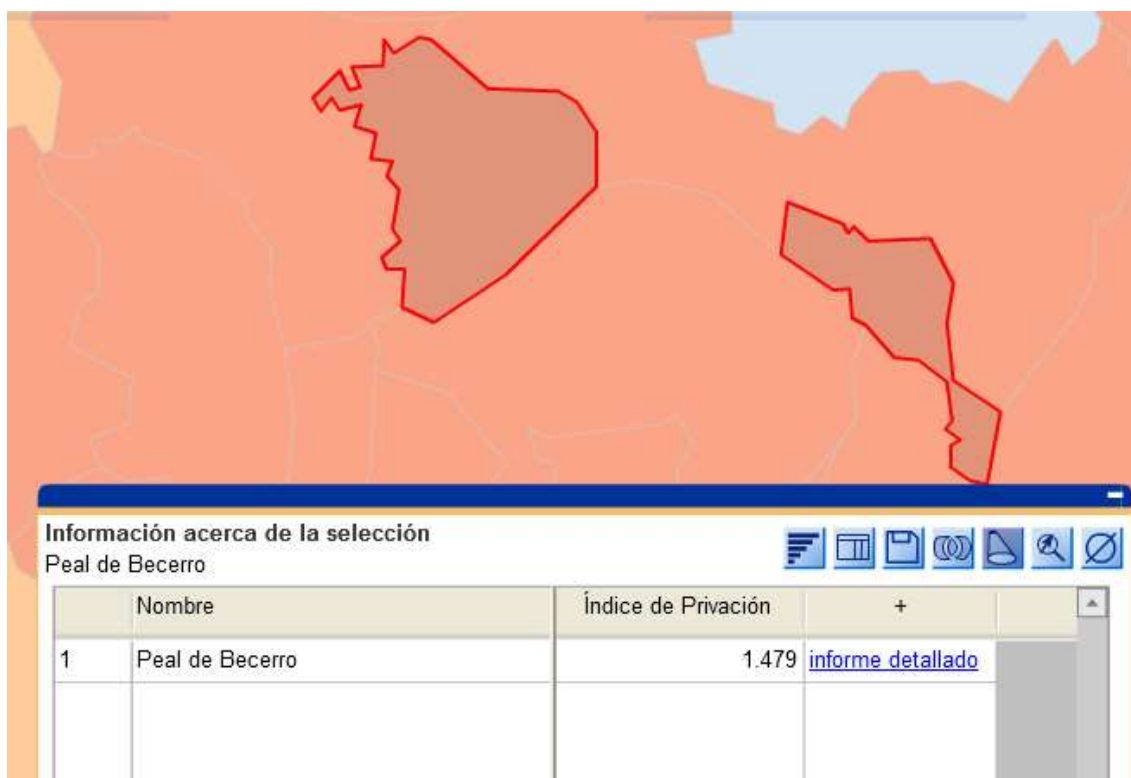 Información acerca de la selección
Peal de Becerro
Nombre Índice de Privación +
1 Peal de Becerro 1.479 informe detallado